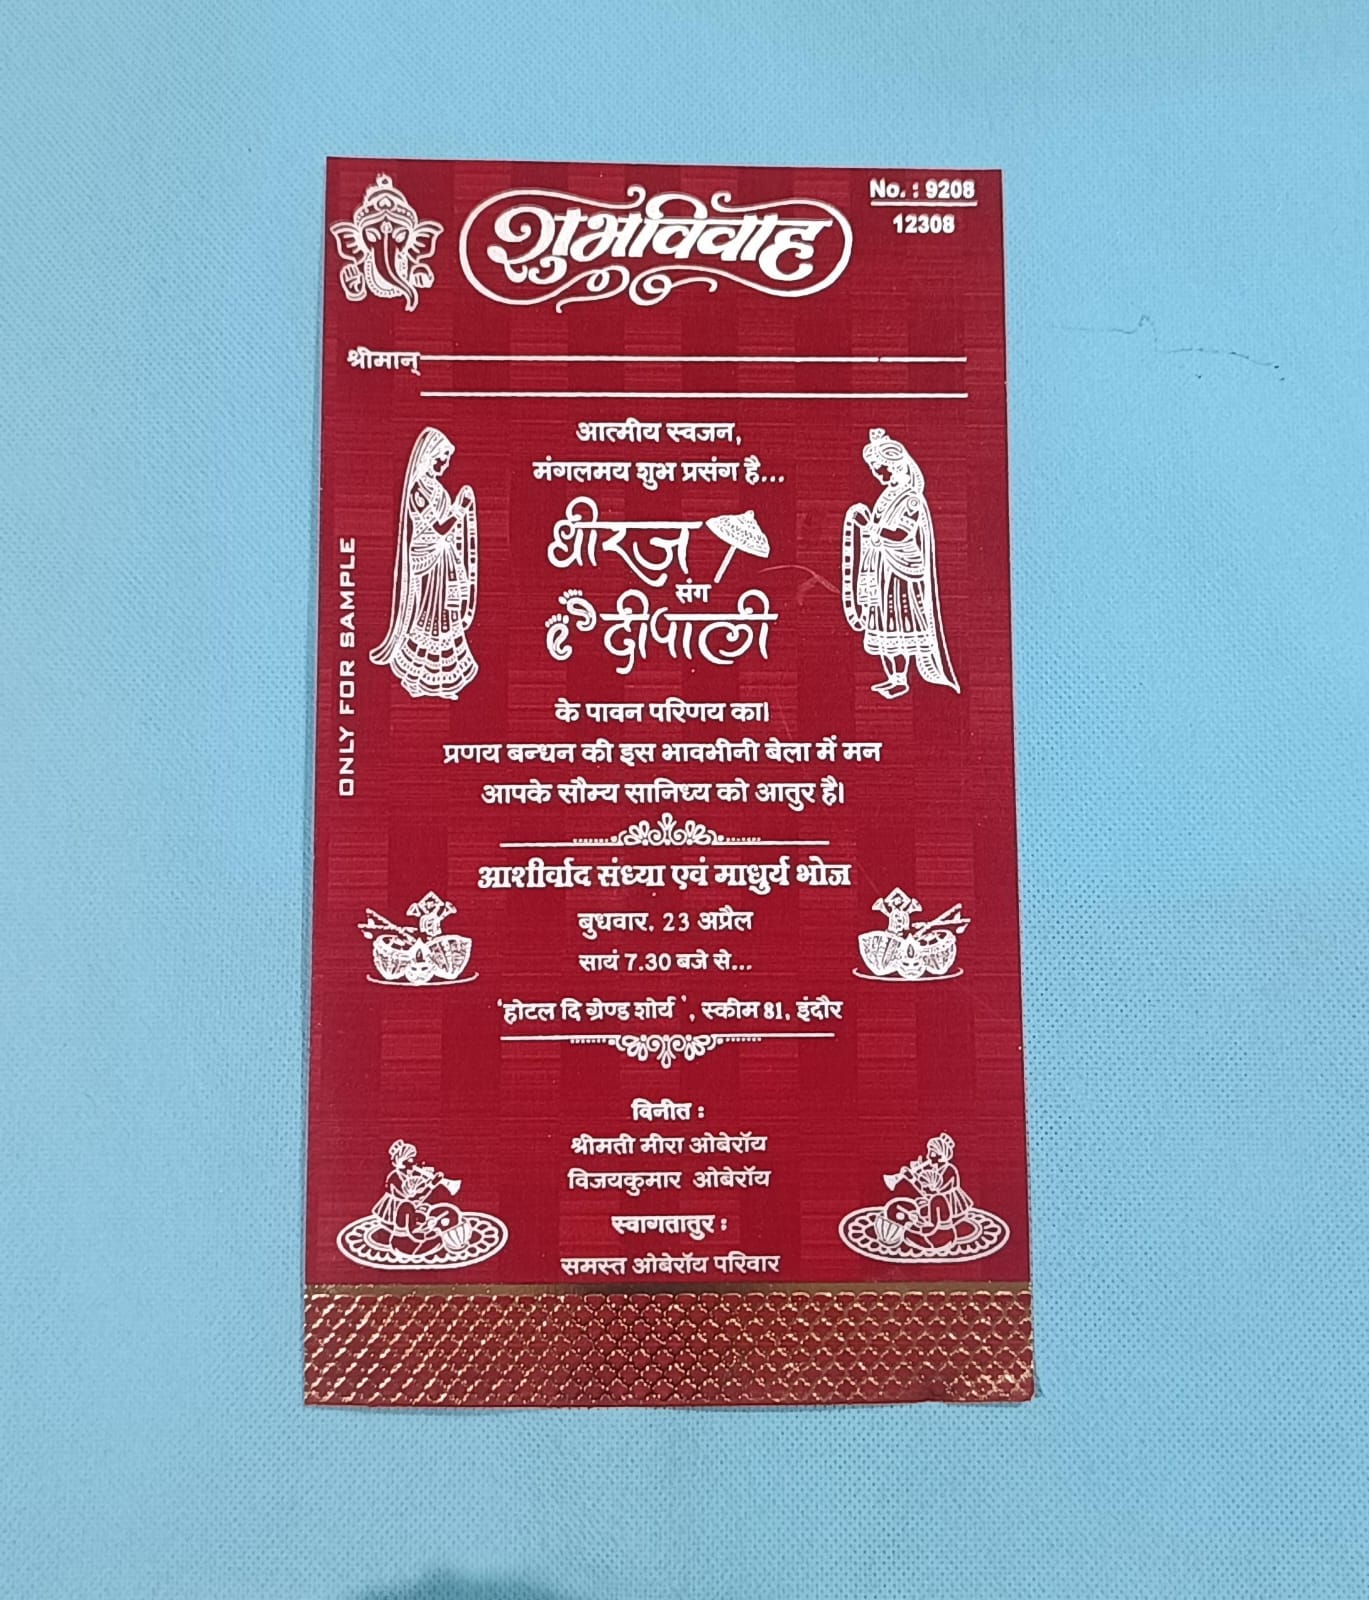 शुभविवाह
No. : 9208
12308
श्रीमान्
आत्मीय स्वजन,
मंगलमय शुभ प्रसंग है...
धीरज
संग
दीपाली
के पावन परिणय का।
प्रणय बन्धन की इस भावभीनी बेला में मन
आपके सौम्य सानिध्य को आतुर है।
ONLY FOR SAMPLE
आशीर्वाद संध्या एवं माधुर्य भोज
बुधवार, 23 अप्रैल
सायं 7.30 बजे से...
'होटल दि ग्रेण्ड शोर्य', स्कीम 81, इंदौर
विनीत :
श्रीमती मीरा ओबेरॉय
विजयकुमार ओबेरॉय
स्वागतातुर :
समस्त ओबेरॉय परिवार